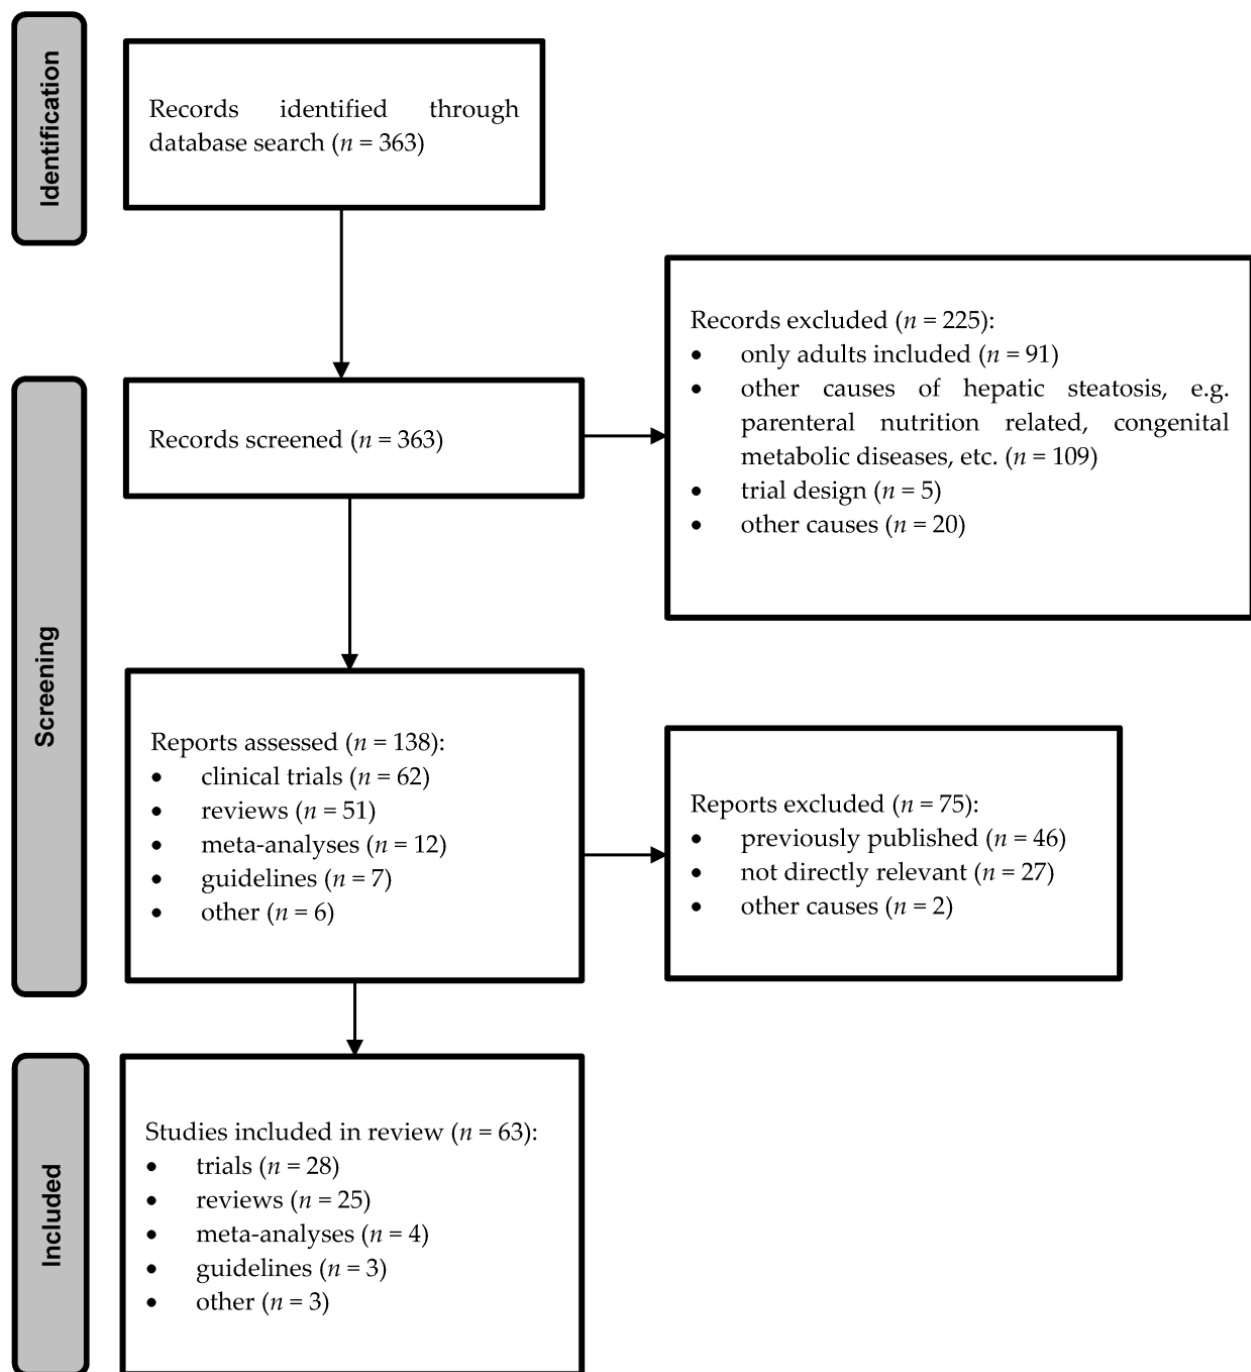 Identification
Records identified through
database search (n = 363)
Records excluded (n = 225):
• only adults included (n = 91)
• other causes of hepatic steatosis, e.g.
parenteral nutrition related, congenital
metabolic diseases, etc. (n = 109)
• trial design (n = 5)
• other causes (n = 20)
Screening
Records screened (n = 363)
Reports assessed (n = 138):
• clinical trials (n = 62)
• reviews (n = 51)
• meta-analyses (n = 12)
• guidelines (n = 7)
• other (n = 6)
Reports excluded (n = 75):
• previously published (n = 46)
• not directly relevant (n = 27)
• other causes (n = 2)
Included
Studies included in review (n = 63):
• trials (n = 28)
• reviews (n = 25)
• meta-analyses (n = 4)
• guidelines (n = 3)
• other (n = 3)